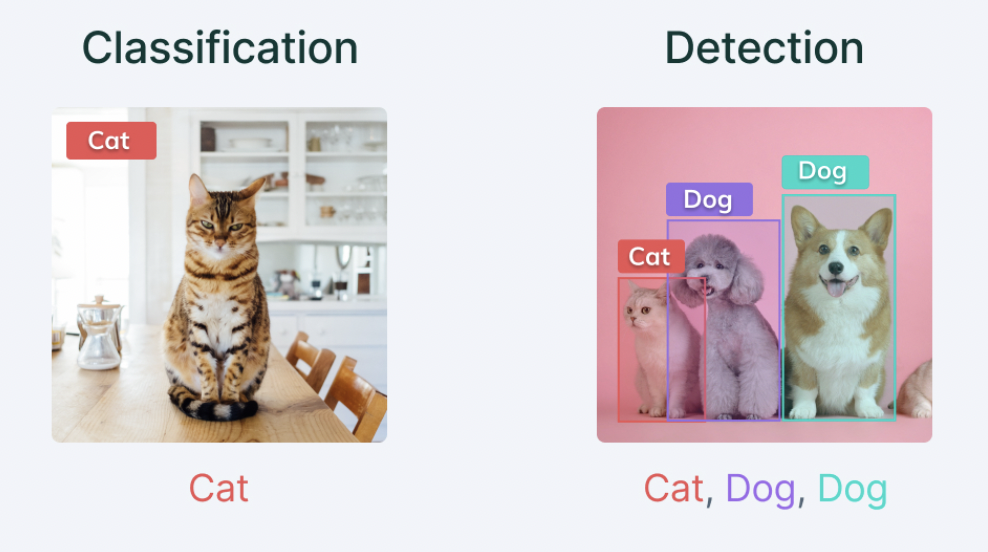 Classification
Detection
Cat
Dog
Dog
Cat
Cat
Cat, Dog, Dog